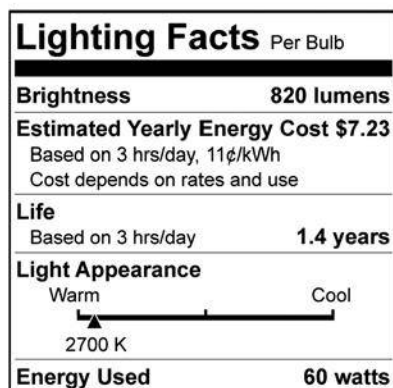 Lighting Facts Per Bulb
Brightness 820 lumens
Estimated Yearly Energy Cost $7.23
Based on 3 hrs/day, 11¢/kWh
Cost depends on rates and use
Life
Based on 3 hrs/day 1.4 years
Light Appearance
Warm Cool
2700 K
Energy Used 60 watts